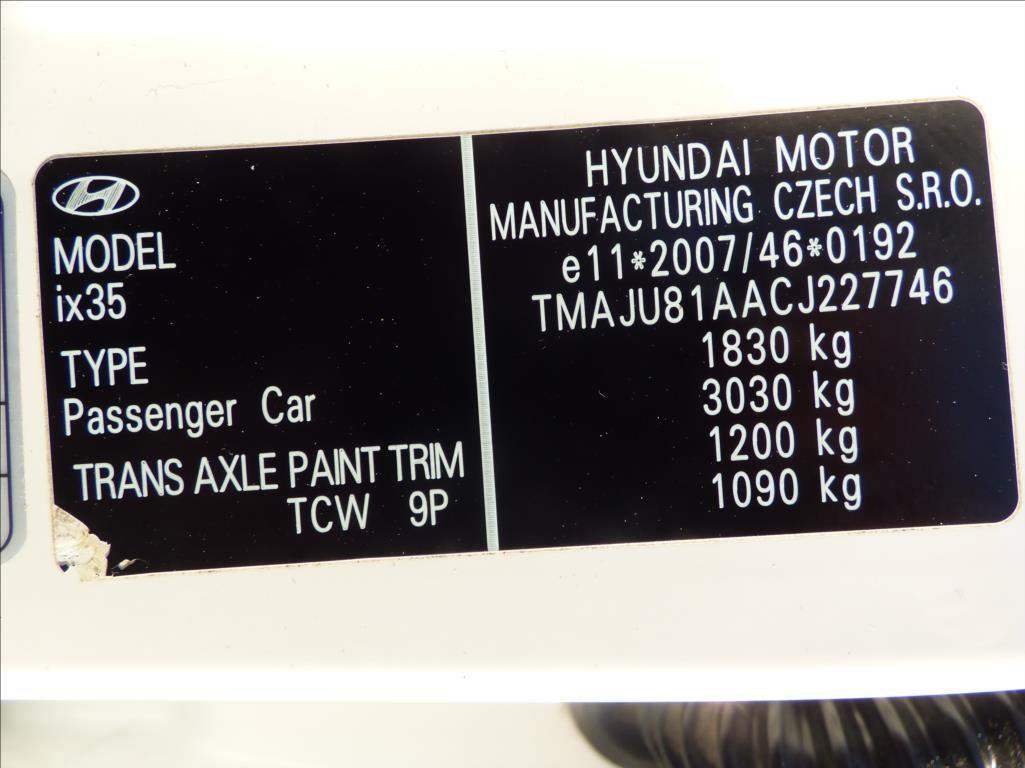 MODEL
ix35
TYPE
Passenger Car
TRANS AXLE PAINT TRIM
TCW 9P
HYUNDAI MOTOR
MANUFACTURING CZECH S.R.O.
e11*2007/46*0192
TMAJU81AACJ227746
1830 kg
3030 kg
1200 kg
1090 kg